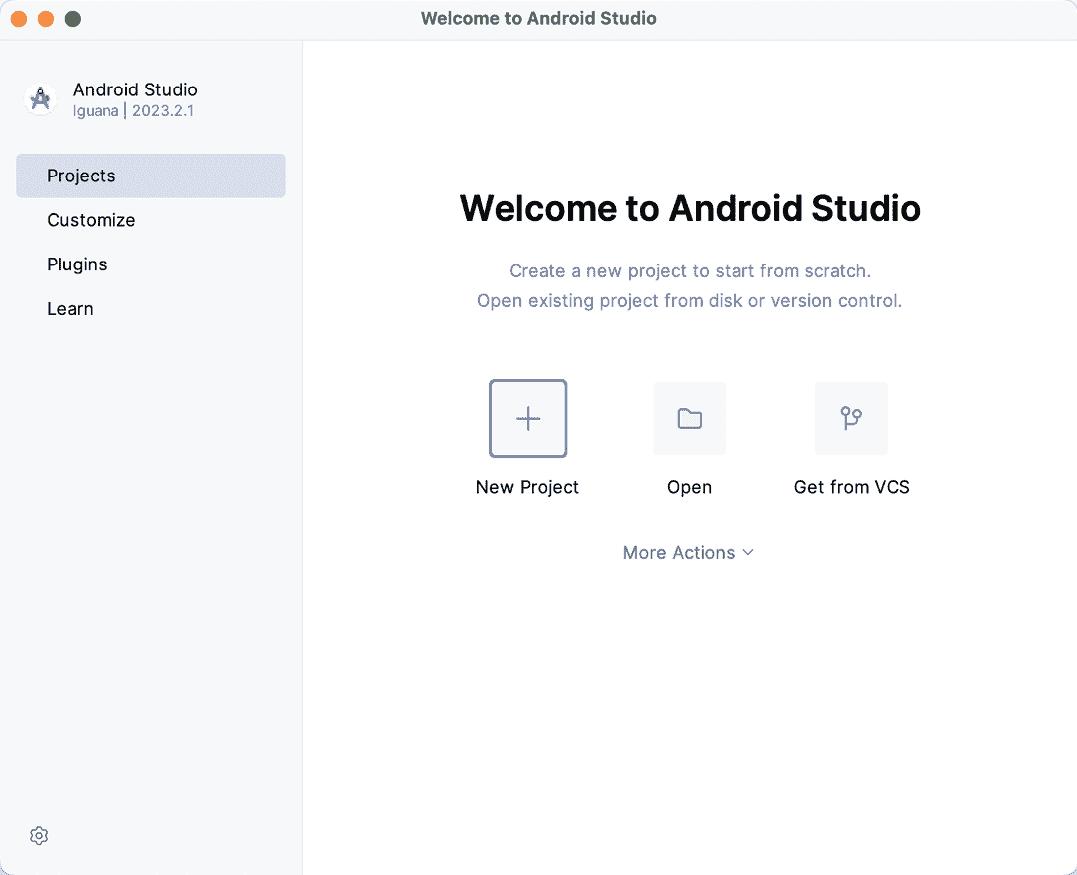 Welcome to Android Studio
Android Studio
Iguana | 2023.2.1
Projects
Customize
Plugins
Learn
Welcome to Android Studio
Create a new project to start from scratch.
Open existing project from disk or version control.
New Project
Open
Get from VCS
More Actions